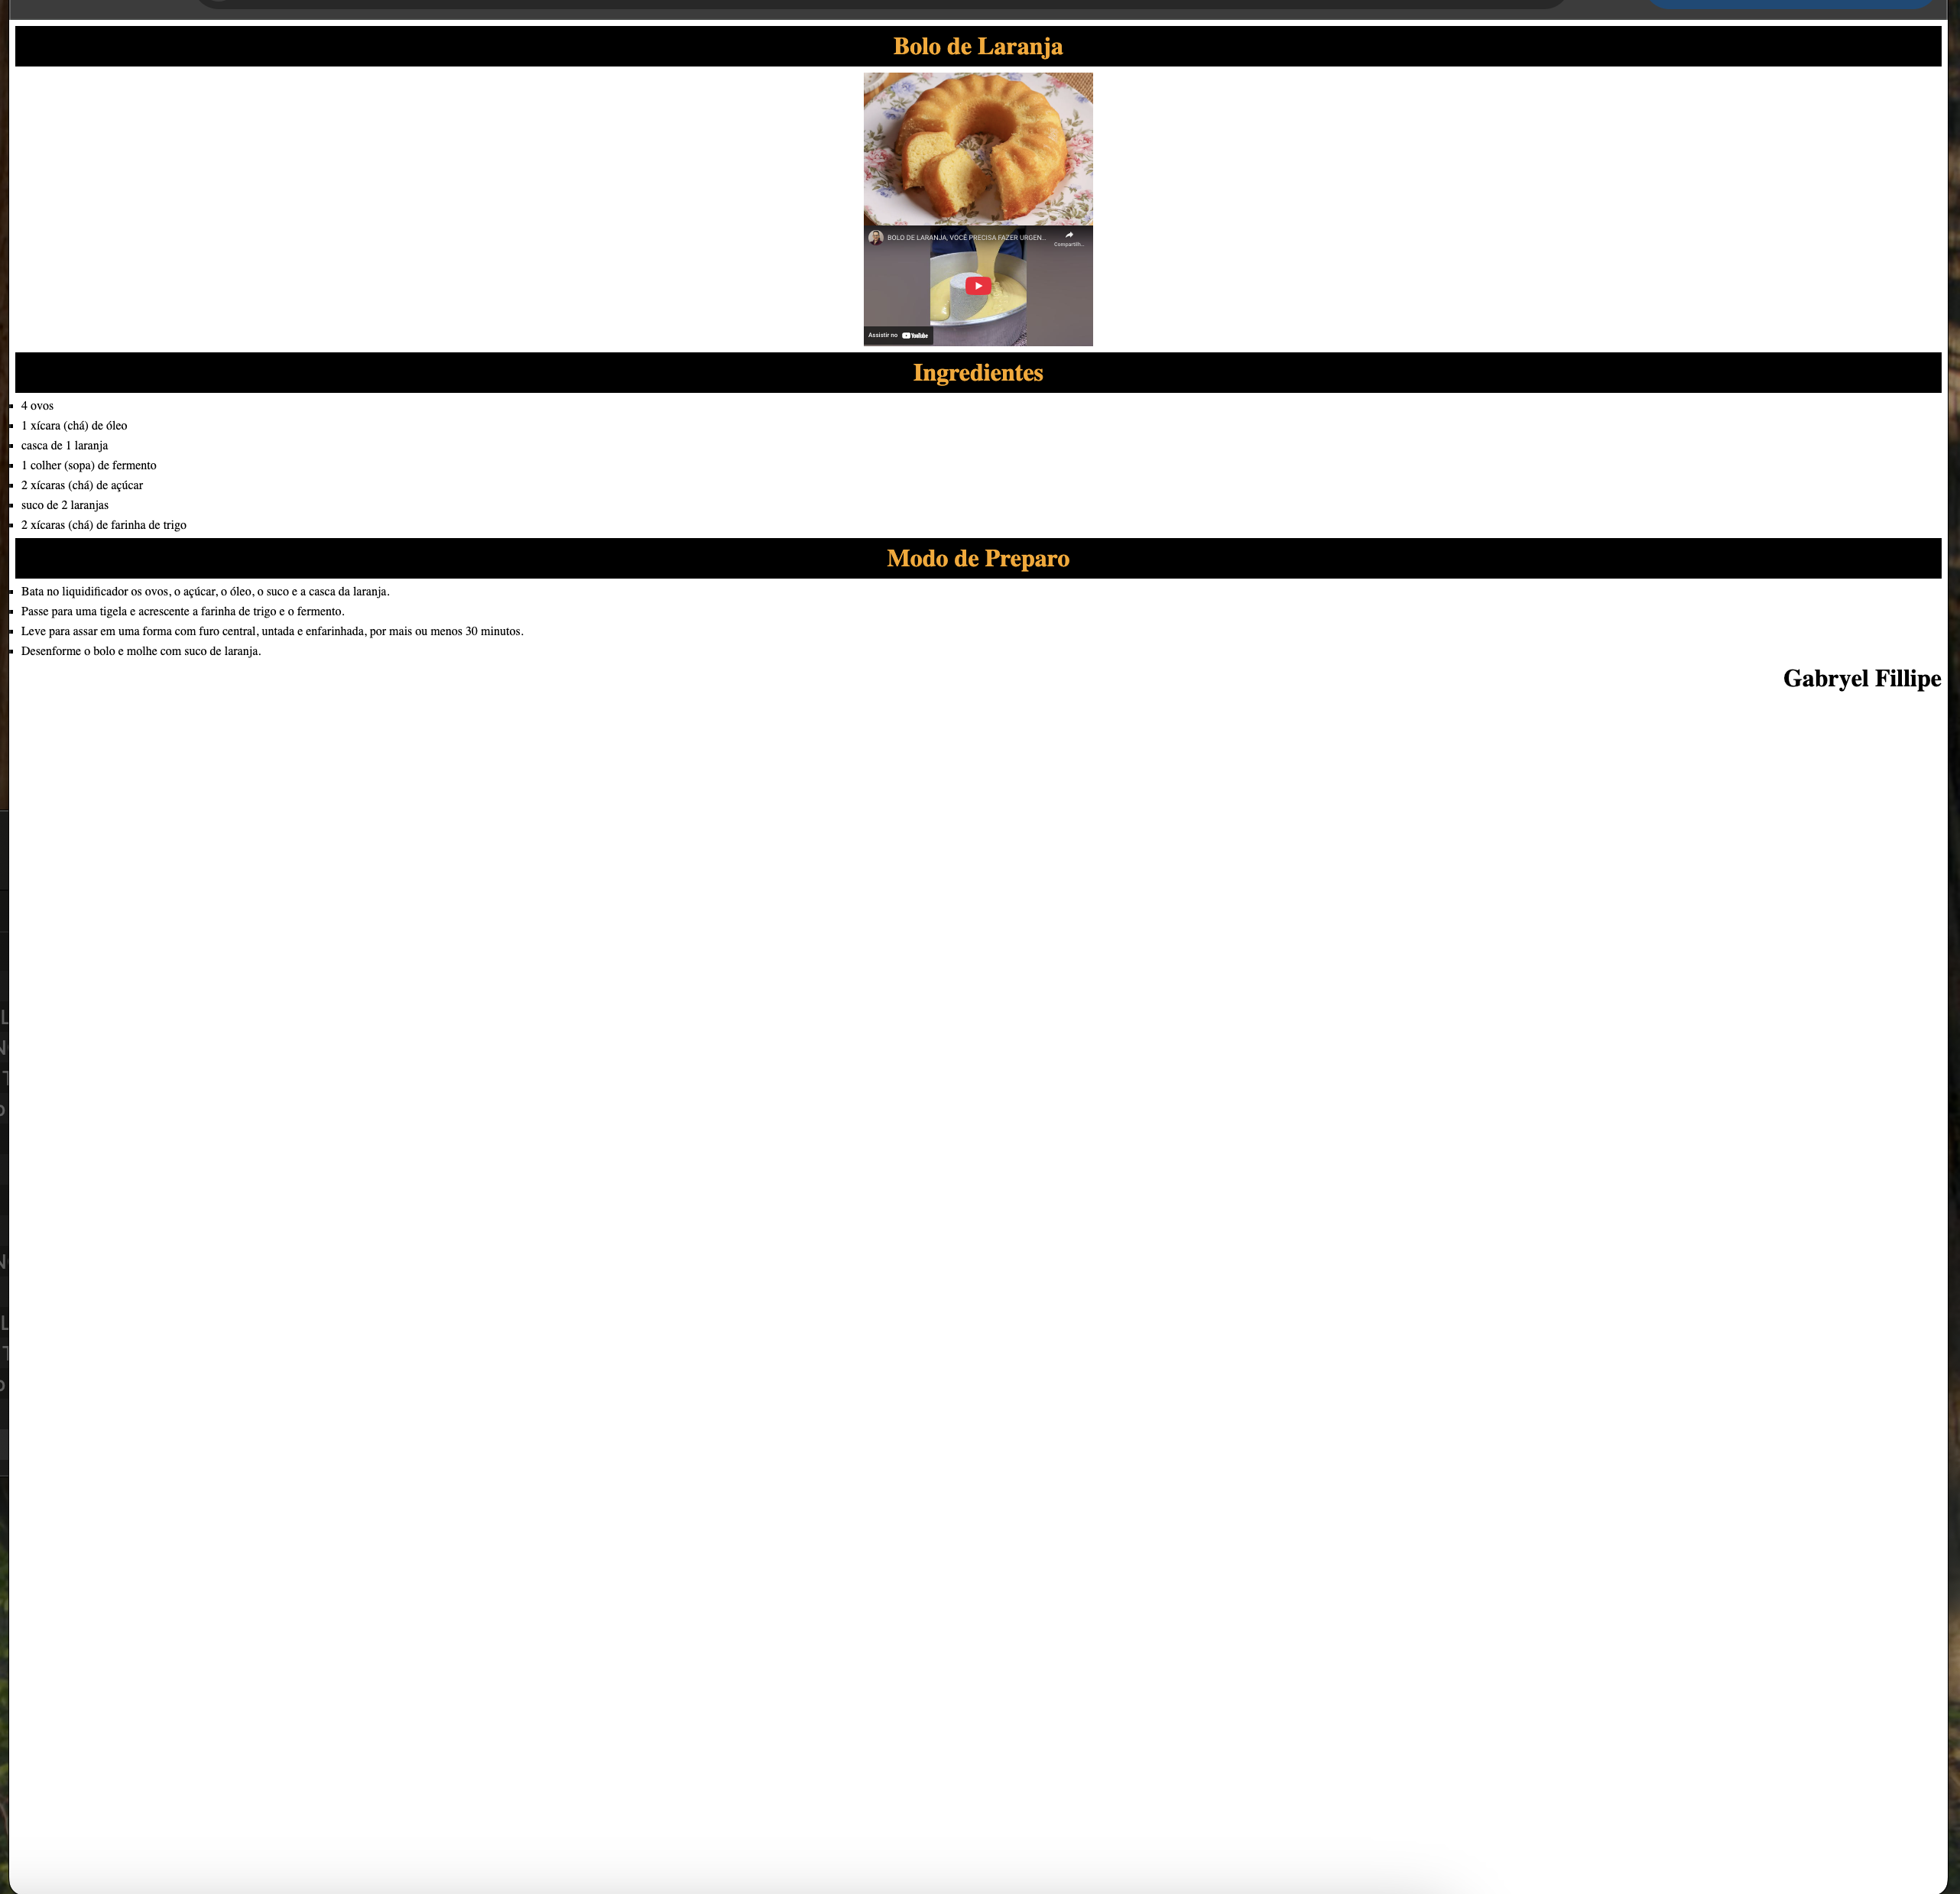 Bolo de Laranja
BOLO DE LARANJA, VOCÊ PRECISA FAZER URGEN...
Compartilh...
Assistir no YouTube
Ingredientes
4 ovos
1 xícara (chá) de óleo
casca de 1 laranja
1 colher (sopa) de fermento
2 xícaras (chá) de açúcar
suco de 2 laranjas
2 xícaras (chá) de farinha de trigo
Modo de Preparo
Bata no liquidificador os ovos, o açúcar, o óleo, o suco e a casca da laranja.
Passe para uma tigela e acrescente a farinha de trigo e o fermento.
Leve para assar em uma forma com furo central, untada e enfarinhada, por mais ou menos 30 minutos.
Desenforme o bolo e molhe com suco de laranja.
Gabryel Fillipe